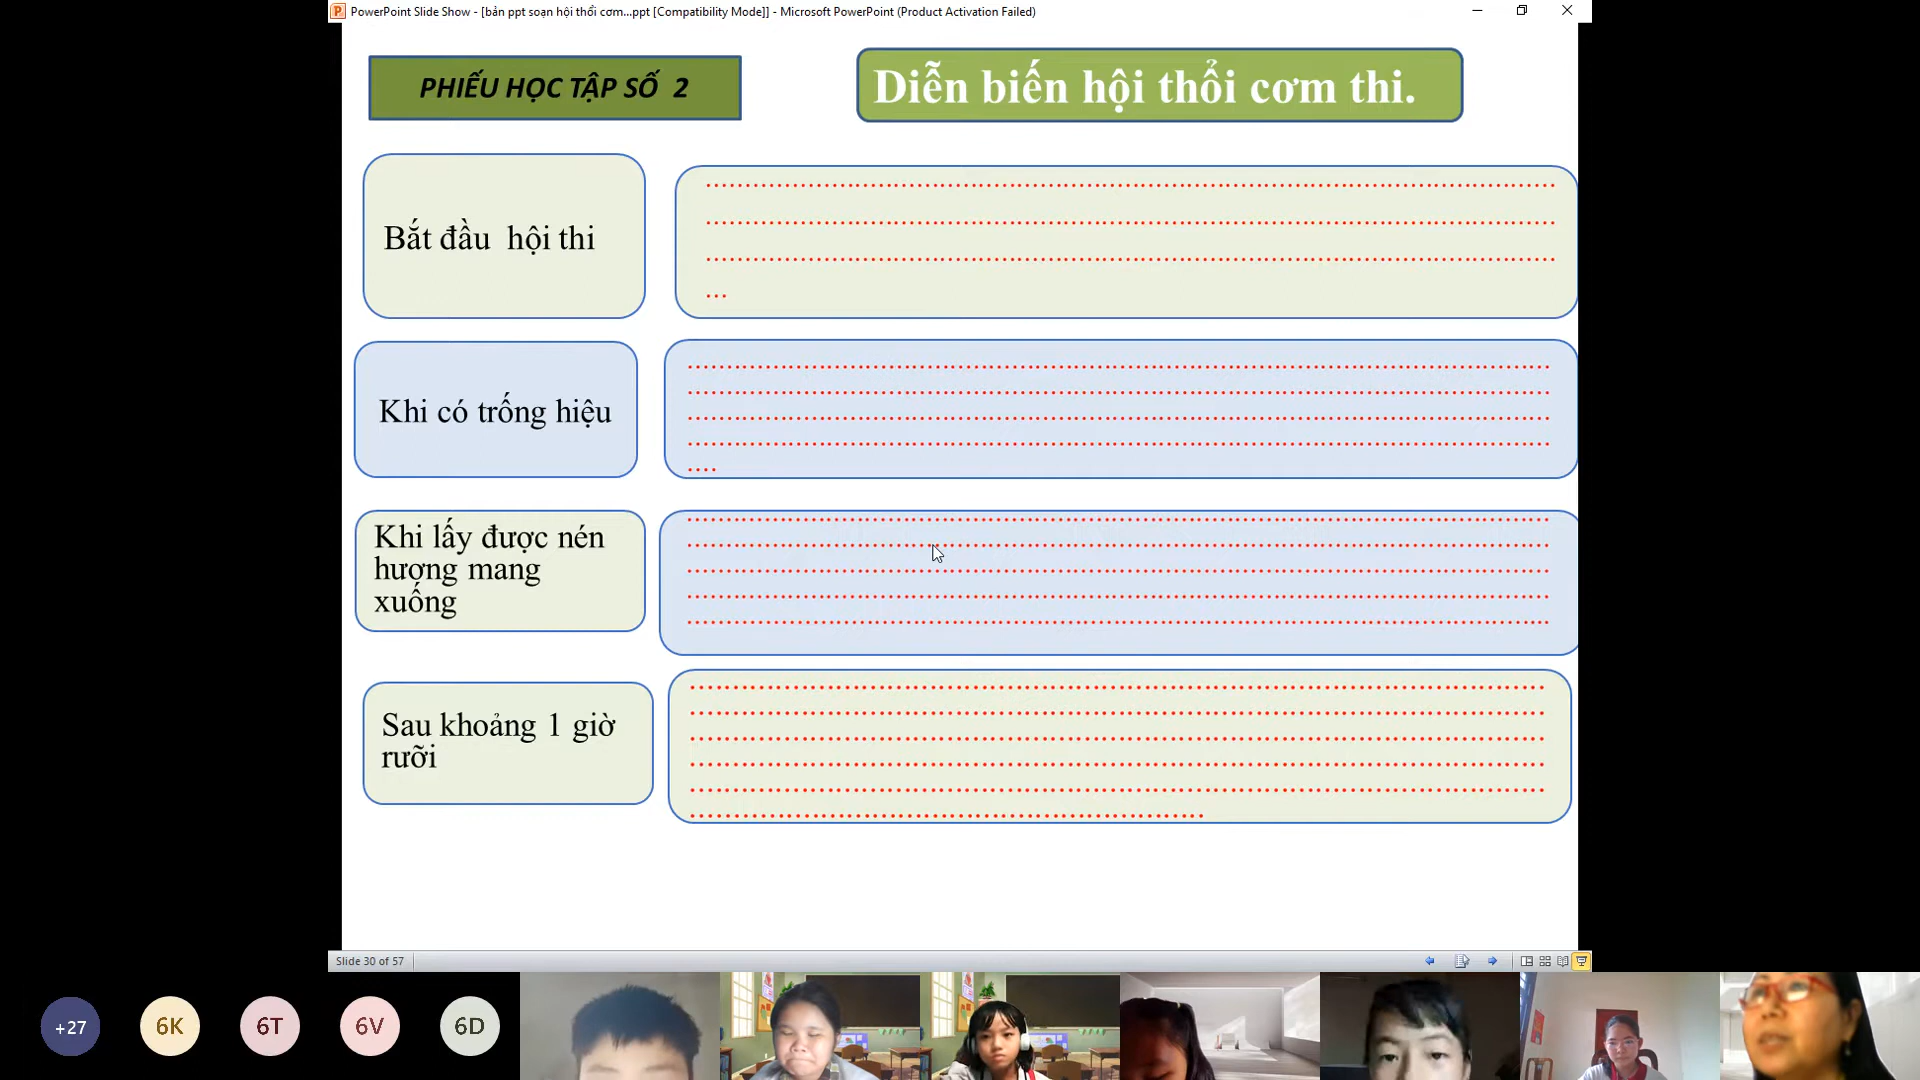 PowerPoint Slide Show - [bản ppt soạn hội thổi cơm...ppt [Compatibility Mode]] - Microsoft PowerPoint (Product Activation Failed)
PHIẾU HỌC TẬP SỐ 2
Diễn biến hội thổi cơm thi.
Bắt đầu hội thi
Khi có trống hiệu
Khi lấy được nén
hương mang
xuống
Sau khoảng 1 giờ
rưỡi
Slide 30 of 57
+27
6K
6T
6V
6D